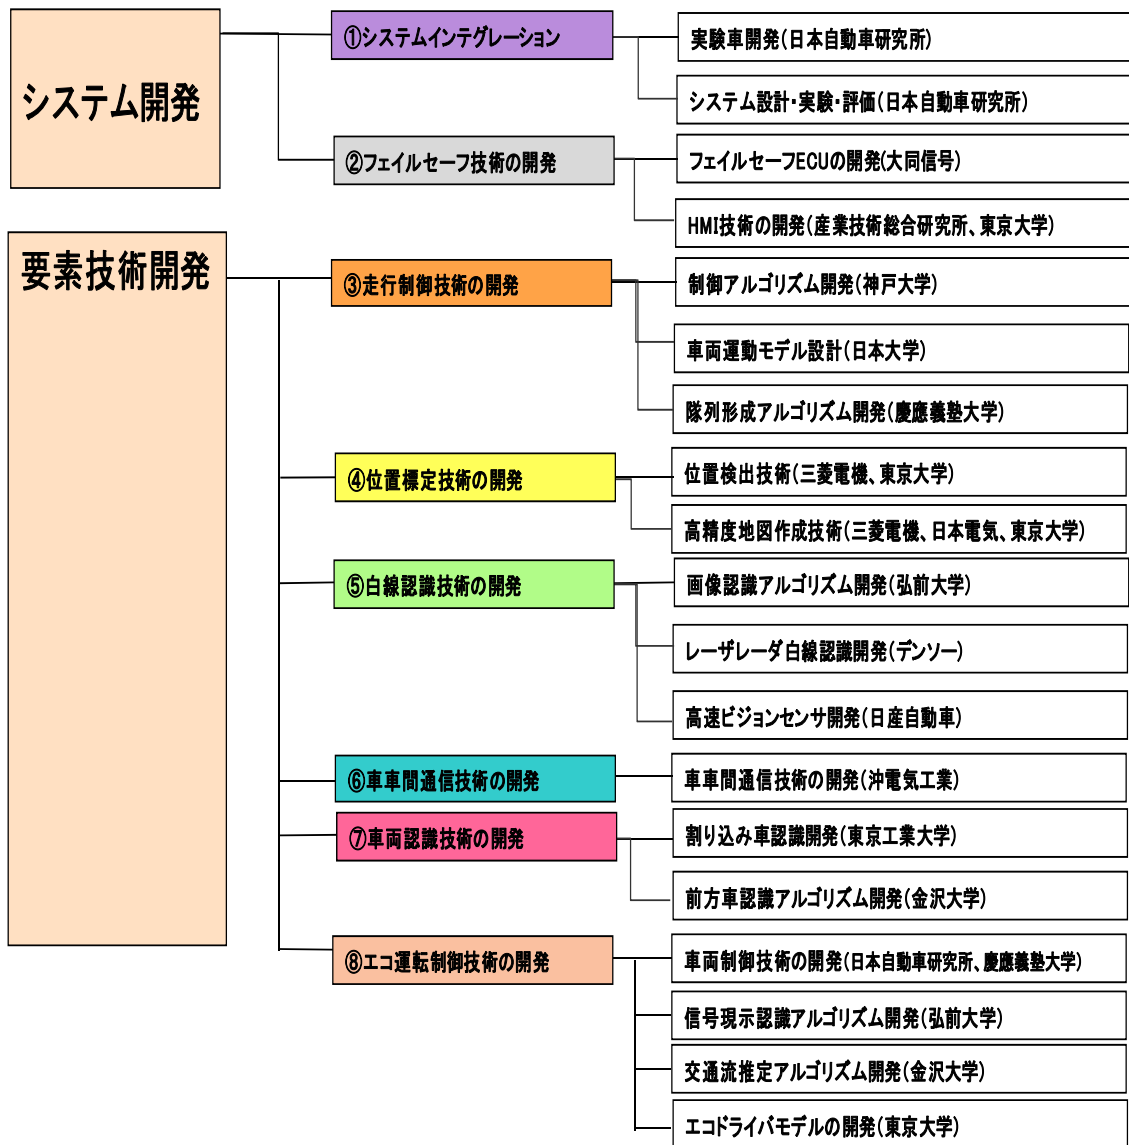 システム開発
①システムインテグレーション
実験車開発(日本自動車研究所)
システム設計・実験・評価(日本自動車研究所)
②フェイルセーフ技術の開発
フェイルセーフECUの開発(大同信号)
HMI技術の開発(産業技術総合研究所、東京大学)
要素技術開発
③走行制御技術の開発
制御アルゴリズム開発(神戸大学)
車両運動モデル設計(日本大学)
隊列形成アルゴリズム開発(慶應義塾大学)
④位置標定技術の開発
位置検出技術(三菱電機、東京大学)
高精度地図作成技術(三菱電機、日本電気、東京大学)
⑤白線認識技術の開発
画像認識アルゴリズム開発(弘前大学)
レーザレーダ白線認識開発(デンソー)
高速ビジョンセンサ開発(日産自動車)
⑥車車間通信技術の開発
車車間通信技術の開発(沖電気工業)
⑦車両認識技術の開発
割り込み車認識開発(東京工業大学)
前方車認識アルゴリズム開発(金沢大学)
⑧エコ運転制御技術の開発
車両制御技術の開発(日本自動車研究所、慶應義塾大学)
信号現示認識アルゴリズム開発(弘前大学)
交通流推定アルゴリズム開発(金沢大学)
エコドライバモデルの開発(東京大学)